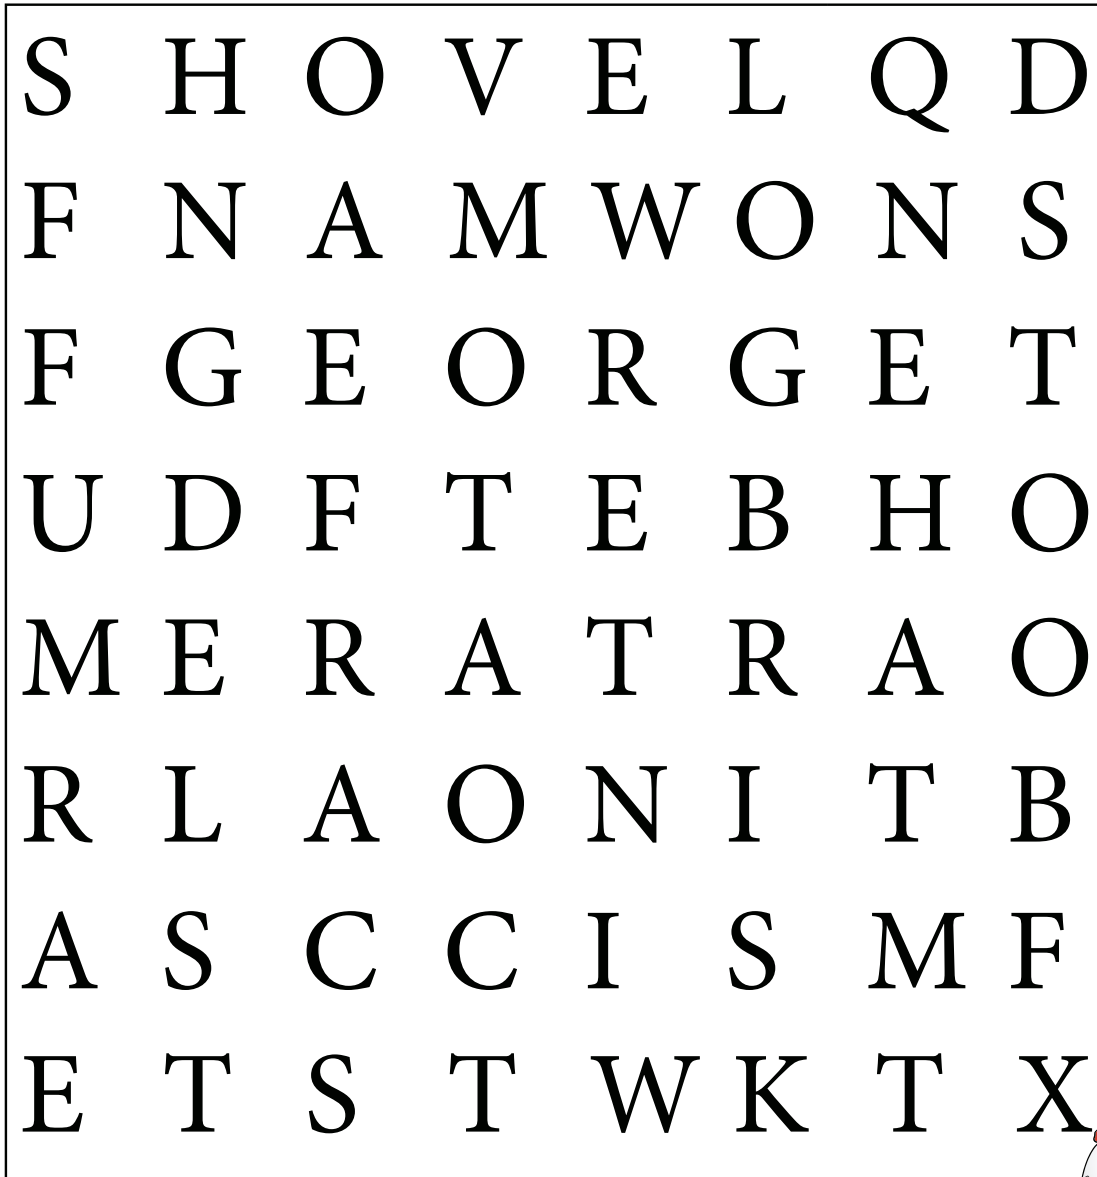 S H O V E L Q D
F N A M W O N S
F G E O R G E T
U D F T E B H O
M E R A T R A O
R L A O N I T B
A S C C I S M F
E T S T W K T X